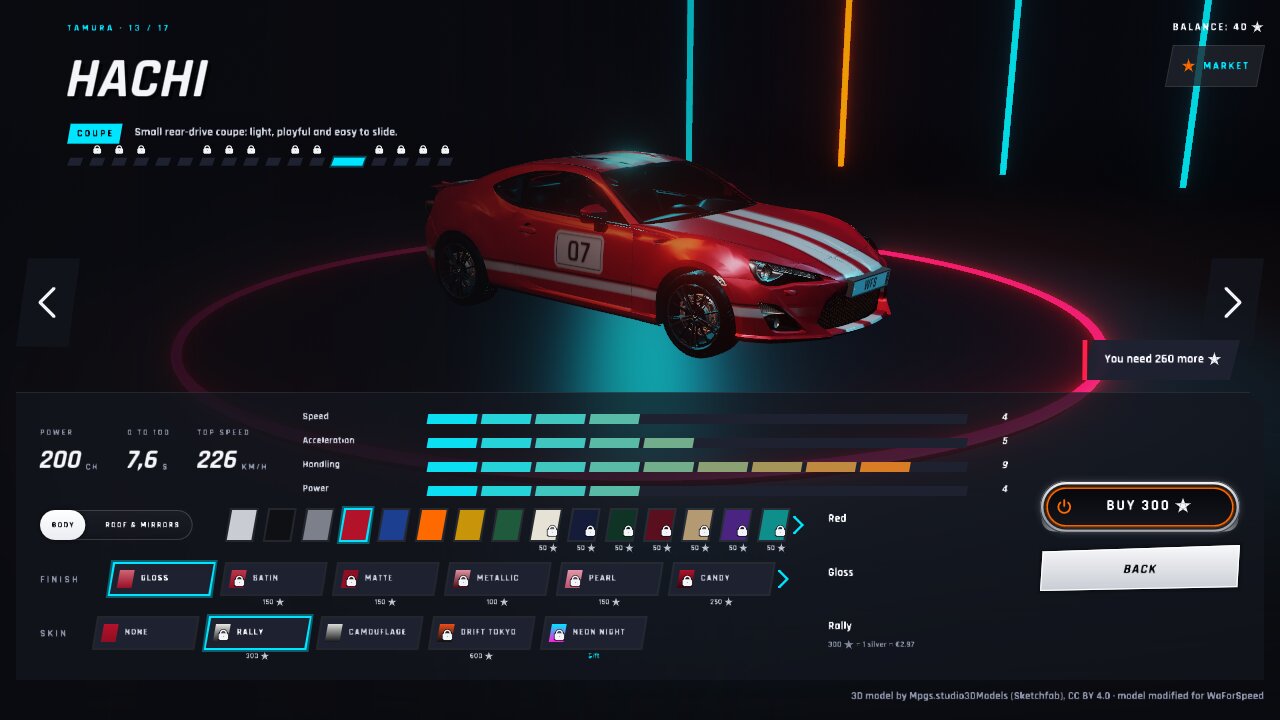 TAMURA · 13 / 17
BALANCE: 40 ★
★ MARKET
HACHI
COUPE
Small rear-drive coupe: light, playful and easy to slide.
07
WFS
You need 260 more ★
POWER
200 CH
0 TO 100
7,6 S
TOP SPEED
226 KM/H
Speed 4
Acceleration 5
Handling 9
Power 4
BUY 300 ★
BACK
BODY
ROOF & MIRRORS
50 ★ 50 ★ 50 ★ 50 ★ 50 ★ 50 ★ 50 ★
Red
FINISH
GLOSS
SATIN
MATTE
METALLIC
PEARL
CANDY
150 ★ 150 ★ 100 ★ 150 ★ 250 ★
Gloss
SKIN
NONE
RALLY
CAMOUFLAGE
DRIFT TOKYO
NEON NIGHT
300 ★ 600 ★ Gift
Rally
300 ★ = 1 silver = €2.97
3D model by Mpgs.studio3DModels (Sketchfab), CC BY 4.0 · model modified for WaForSpeed